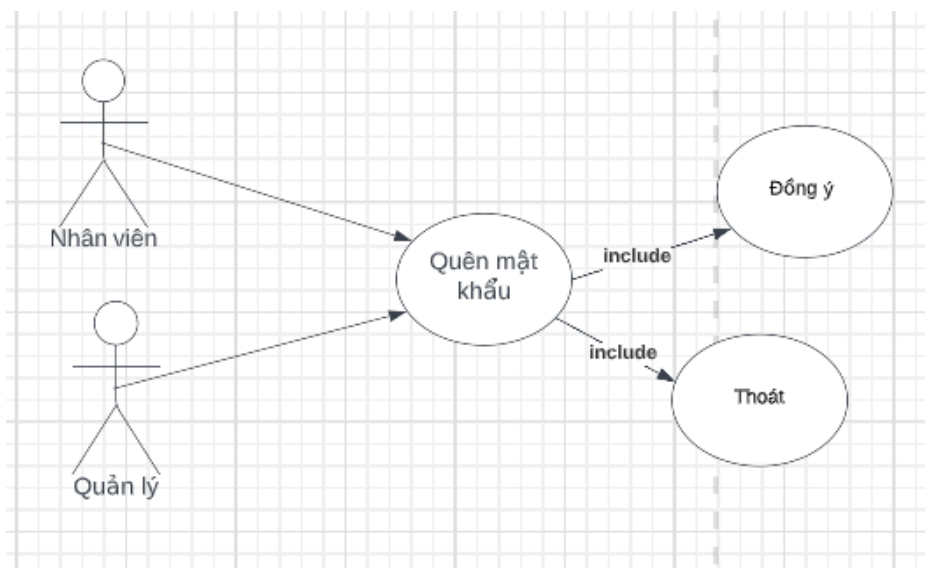 Đồng ý
Nhân viên
Quên mật
khẩu
include
include
Thoát
Quản lý